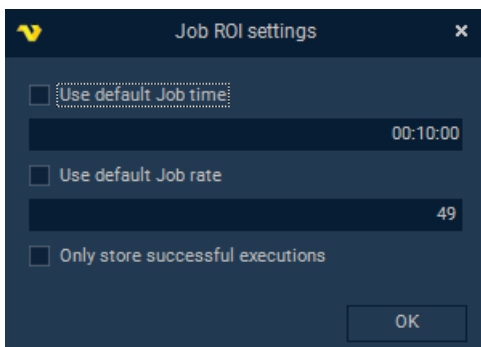 Job ROI settings
Use default Job time
00:10:00
Use default Job rate
49
Only store successful executions
OK